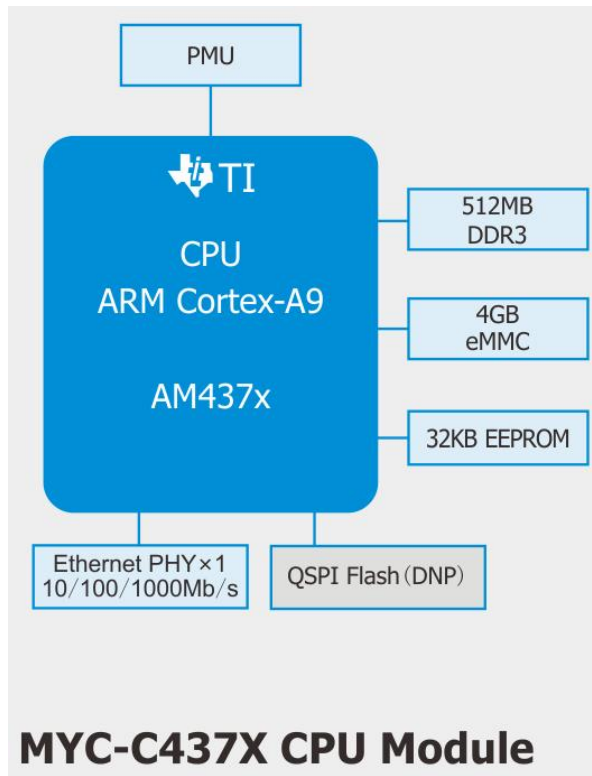 PMU
TI
CPU
ARM Cortex-A9
AM437x
512MB
DDR3
4GB
eMMC
32KB EEPROM
Ethernet PHY×1
10/100/1000Mb/s
QSPI Flash（DNP）
MYC-C437X CPU Module